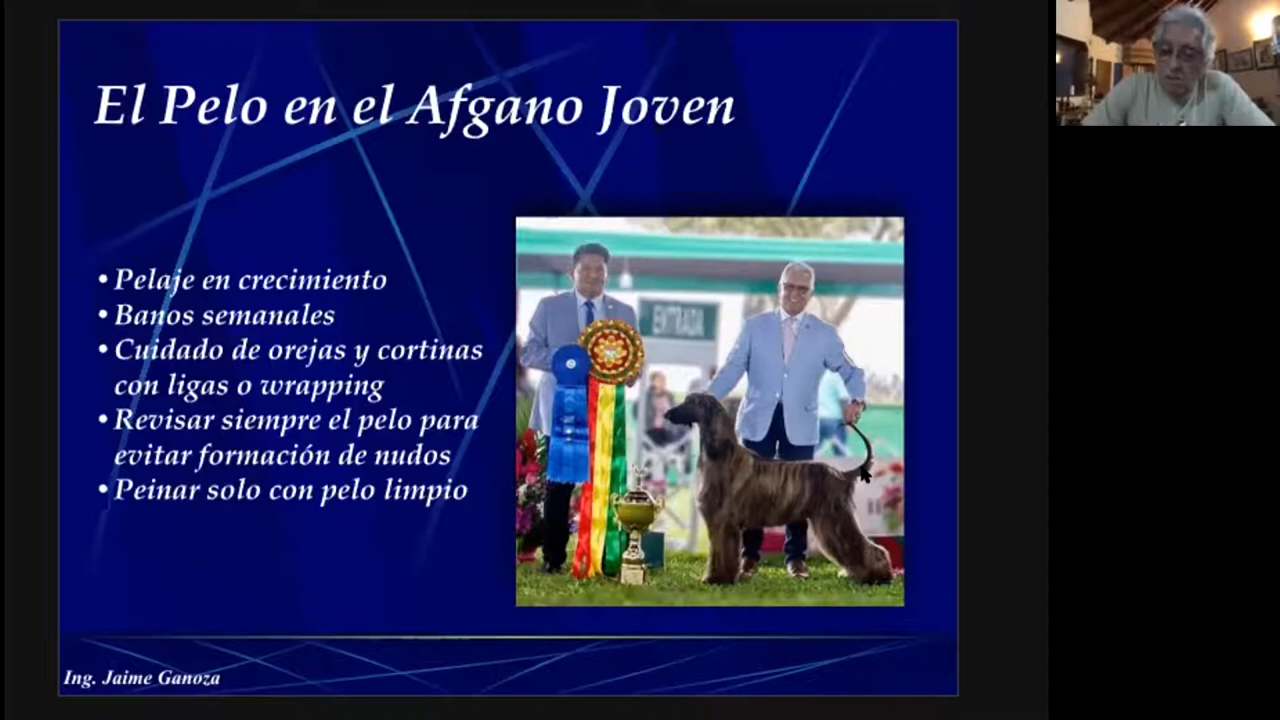 El Pelo en el Afgano Joven
• Pelaje en crecimiento
• Banos semanales
• Cuidado de orejas y cortinas
con ligas o wrapping
• Revisar siempre el pelo para
evitar formación de nudos
• Peinar solo con pelo limpio
ENTRADA
Ing. Jaime Ganoza